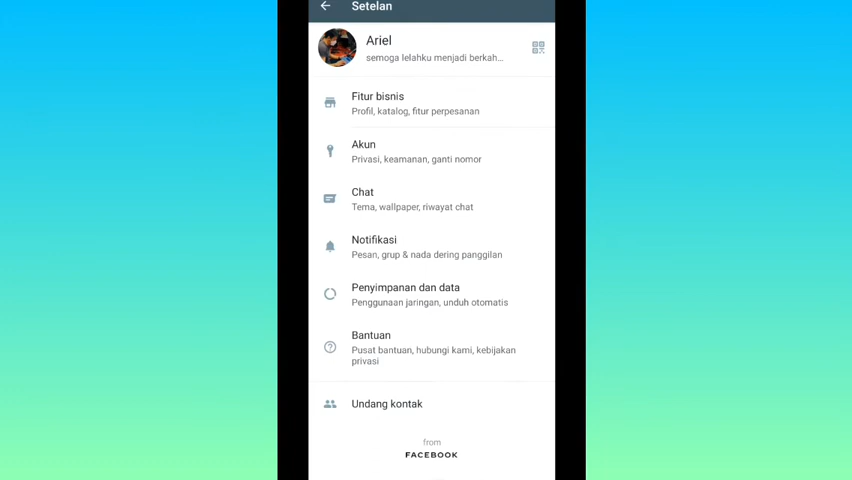 Setelan
Ariel
semoga lelahku menjadi berkah...
Fitur bisnis
Profil, katalog, fitur perpesanan
Akun
Privasi, keamanan, ganti nomor
Chat
Tema, wallpaper, riwayat chat
Notifikasi
Pesan, grup & nada dering panggilan
Penyimpanan dan data
Penggunaan jaringan, unduh otomatis
Bantuan
Pusat bantuan, hubungi kami, kebijakan
privasi
Undang kontak
from
FACEBOOK